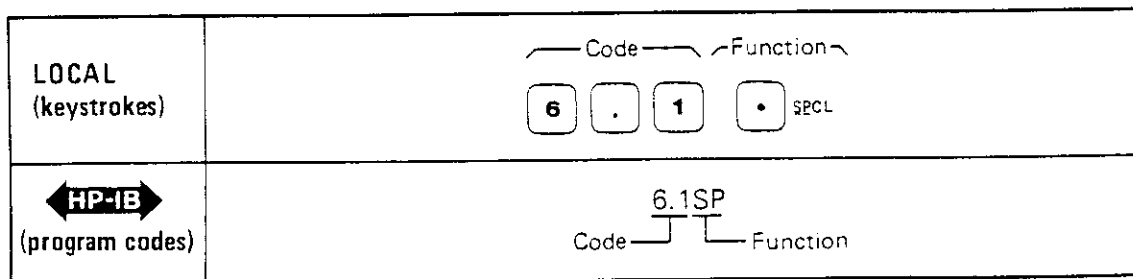 LOCAL
(keystrokes)
Code Function
6 . 1 • SPCL
HP-IB
(program codes)
6.1SP
Code Function